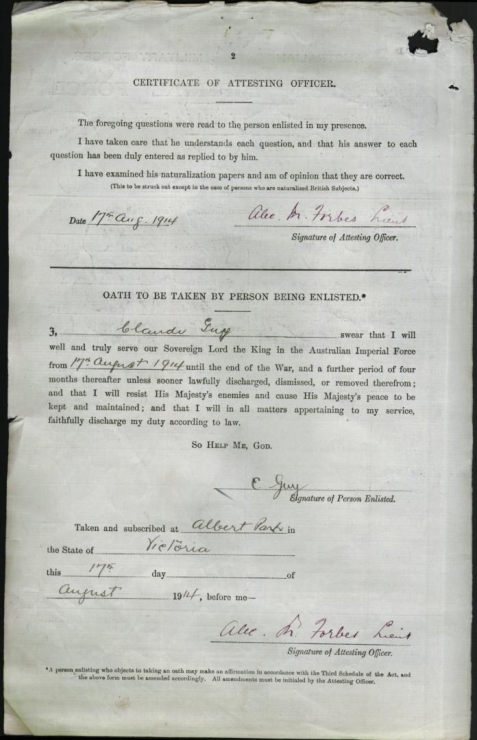 2
CERTIFICATE OF ATTESTING OFFICER.
The foregoing questions were read to the person enlisted in my presence.
I have taken care that he understands each question, and that his answer to each
question has been duly entered as replied to by him.
I have examined his naturalization papers and am of opinion that they are correct.
(This to be struck out except in the case of persons who are naturalized British Subjects.)
Date 17th Aug. 1914 Alec. M. Forbes Lieut
Signature of Attesting Officer.
OATH TO BE TAKEN BY PERSON BEING ENLISTED.*
I, Claude Guy swear that I will
well and truly serve our Sovereign Lord the King in the Australian Imperial Force
from 17th August 1914 until the end of the War, and a further period of four
months thereafter unless sooner lawfully discharged, dismissed, or removed therefrom;
and that I will resist His Majesty's enemies and cause His Majesty's peace to be
kept and maintained; and that I will in all matters appertaining to my service,
faithfully discharge my duty according to law.
SO HELP ME, GOD.
C Guy
Signature of Person Enlisted.
Taken and subscribed at Albert Park in
the State of Victoria
this 17th day of
August 1914, before me—
Alec. M. Forbes Lieut
Signature of Attesting Officer.
*A person enlisting who objects to taking an oath may make an affirmation in accordance with the Third Schedule of the Act, and
the above form must be amended accordingly. All amendments must be initialed by the Attesting Officer.